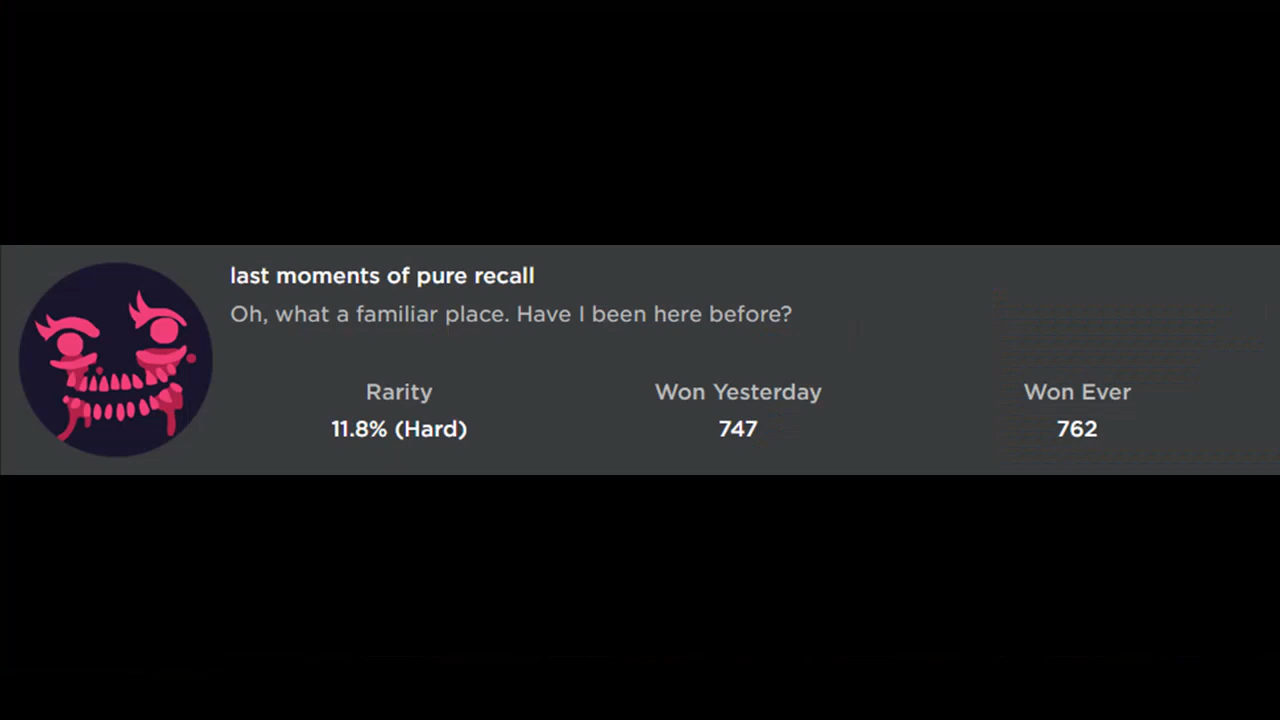 last moments of pure recall
Oh, what a familiar place. Have I been here before?
Rarity Won Yesterday Won Ever
11.8% (Hard) 747 762